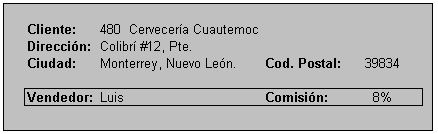 Cliente: 480 Cervecería Cuautemoc
Dirección: Colibrí #12, Pte.
Ciudad: Monterrey, Nuevo León. Cod. Postal: 39834
Vendedor: Luis Comisión: 8%